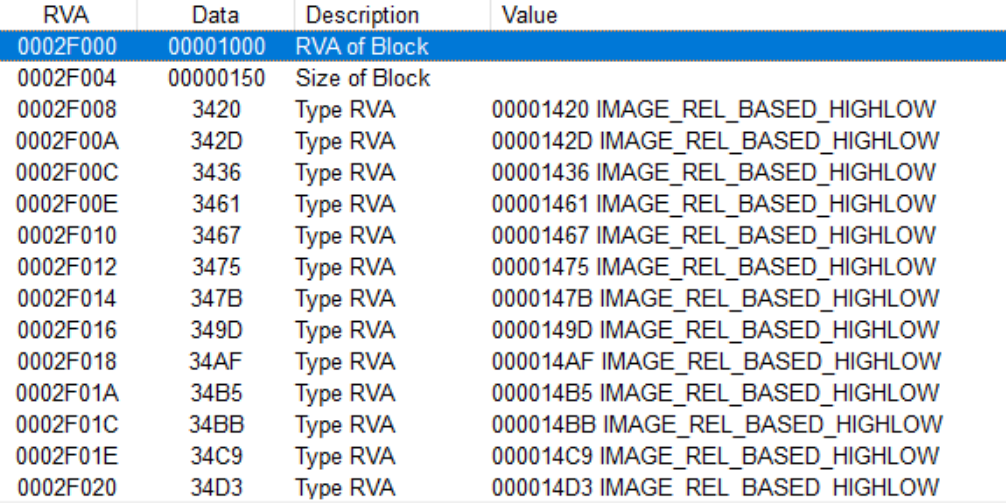 RVA Data Description Value
0002F000 00001000 RVA of Block
0002F004 00000150 Size of Block
0002F008 3420 Type RVA 00001420 IMAGE_REL_BASED_HIGHLOW
0002F00A 342D Type RVA 0000142D IMAGE_REL_BASED_HIGHLOW
0002F00C 3436 Type RVA 00001436 IMAGE_REL_BASED_HIGHLOW
0002F00E 3461 Type RVA 00001461 IMAGE_REL_BASED_HIGHLOW
0002F010 3467 Type RVA 00001467 IMAGE_REL_BASED_HIGHLOW
0002F012 3475 Type RVA 00001475 IMAGE_REL_BASED_HIGHLOW
0002F014 347B Type RVA 0000147B IMAGE_REL_BASED_HIGHLOW
0002F016 349D Type RVA 0000149D IMAGE_REL_BASED_HIGHLOW
0002F018 34AF Type RVA 000014AF IMAGE_REL_BASED_HIGHLOW
0002F01A 34B5 Type RVA 000014B5 IMAGE_REL_BASED_HIGHLOW
0002F01C 34BB Type RVA 000014BB IMAGE_REL_BASED_HIGHLOW
0002F01E 34C9 Type RVA 000014C9 IMAGE_REL_BASED_HIGHLOW
0002F020 34D3 Type RVA 000014D3 IMAGE_REL_BASED_HIGHLOW